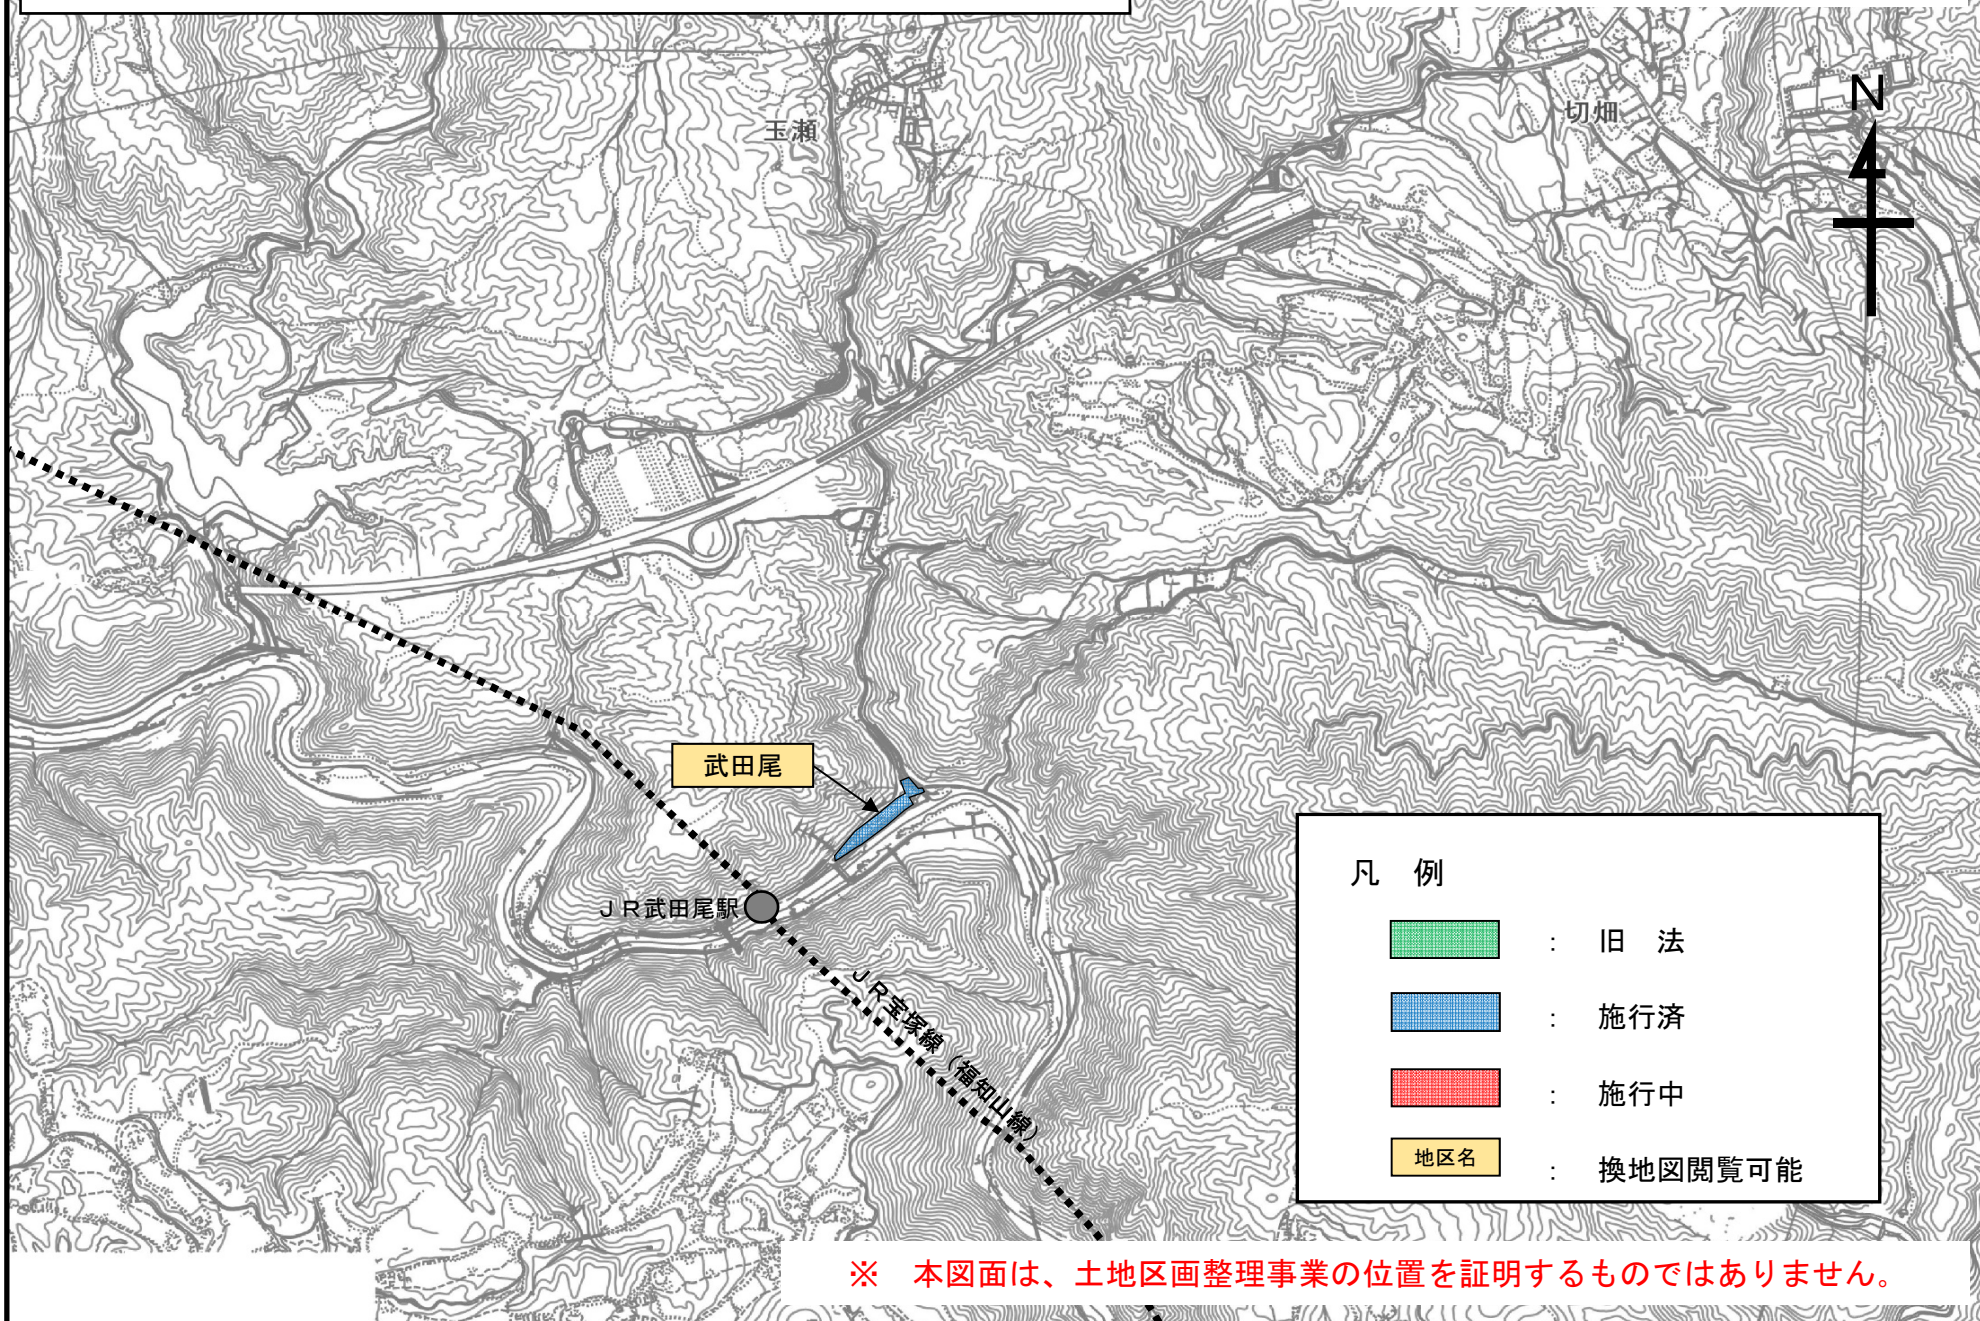 玉瀬
切畑
N
武田尾
JR武田尾駅
JR宝塚線(福知山線)
凡 例
: 旧 法
: 施行済
: 施行中
地区名 : 換地図閲覧可能
※ 本図面は、土地区画整理事業の位置を証明するものではありません。